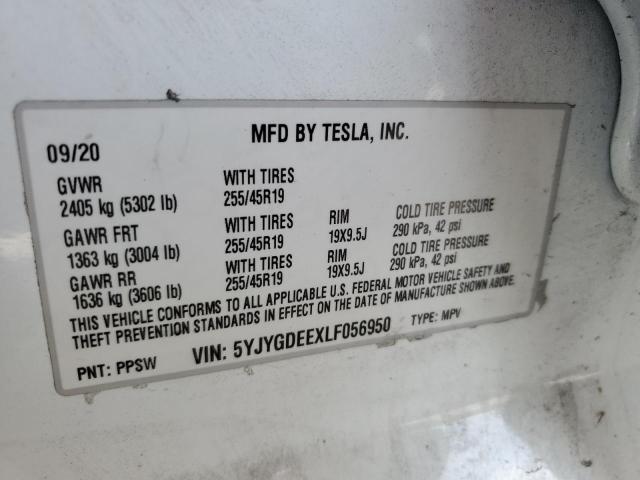 MFD BY TESLA, INC.
09/20
GVWR WITH TIRES
2405 kg (5302 lb) 255/45R19
GAWR FRT WITH TIRES RIM COLD TIRE PRESSURE
1363 kg (3004 lb) 255/45R19 19X9.5J 290 kPa, 42 psi
GAWR RR WITH TIRES RIM COLD TIRE PRESSURE
1636 kg (3606 lb) 255/45R19 19X9.5J 290 kPa, 42 psi
THIS VEHICLE CONFORMS TO ALL APPLICABLE U.S. FEDERAL MOTOR VEHICLE SAFETY AND
THEFT PREVENTION STANDARDS IN EFFECT ON THE DATE OF MANUFACTURE SHOWN ABOVE.
PNT: PPSW VIN: 5YJYGDEEXLF056950 TYPE: MPV